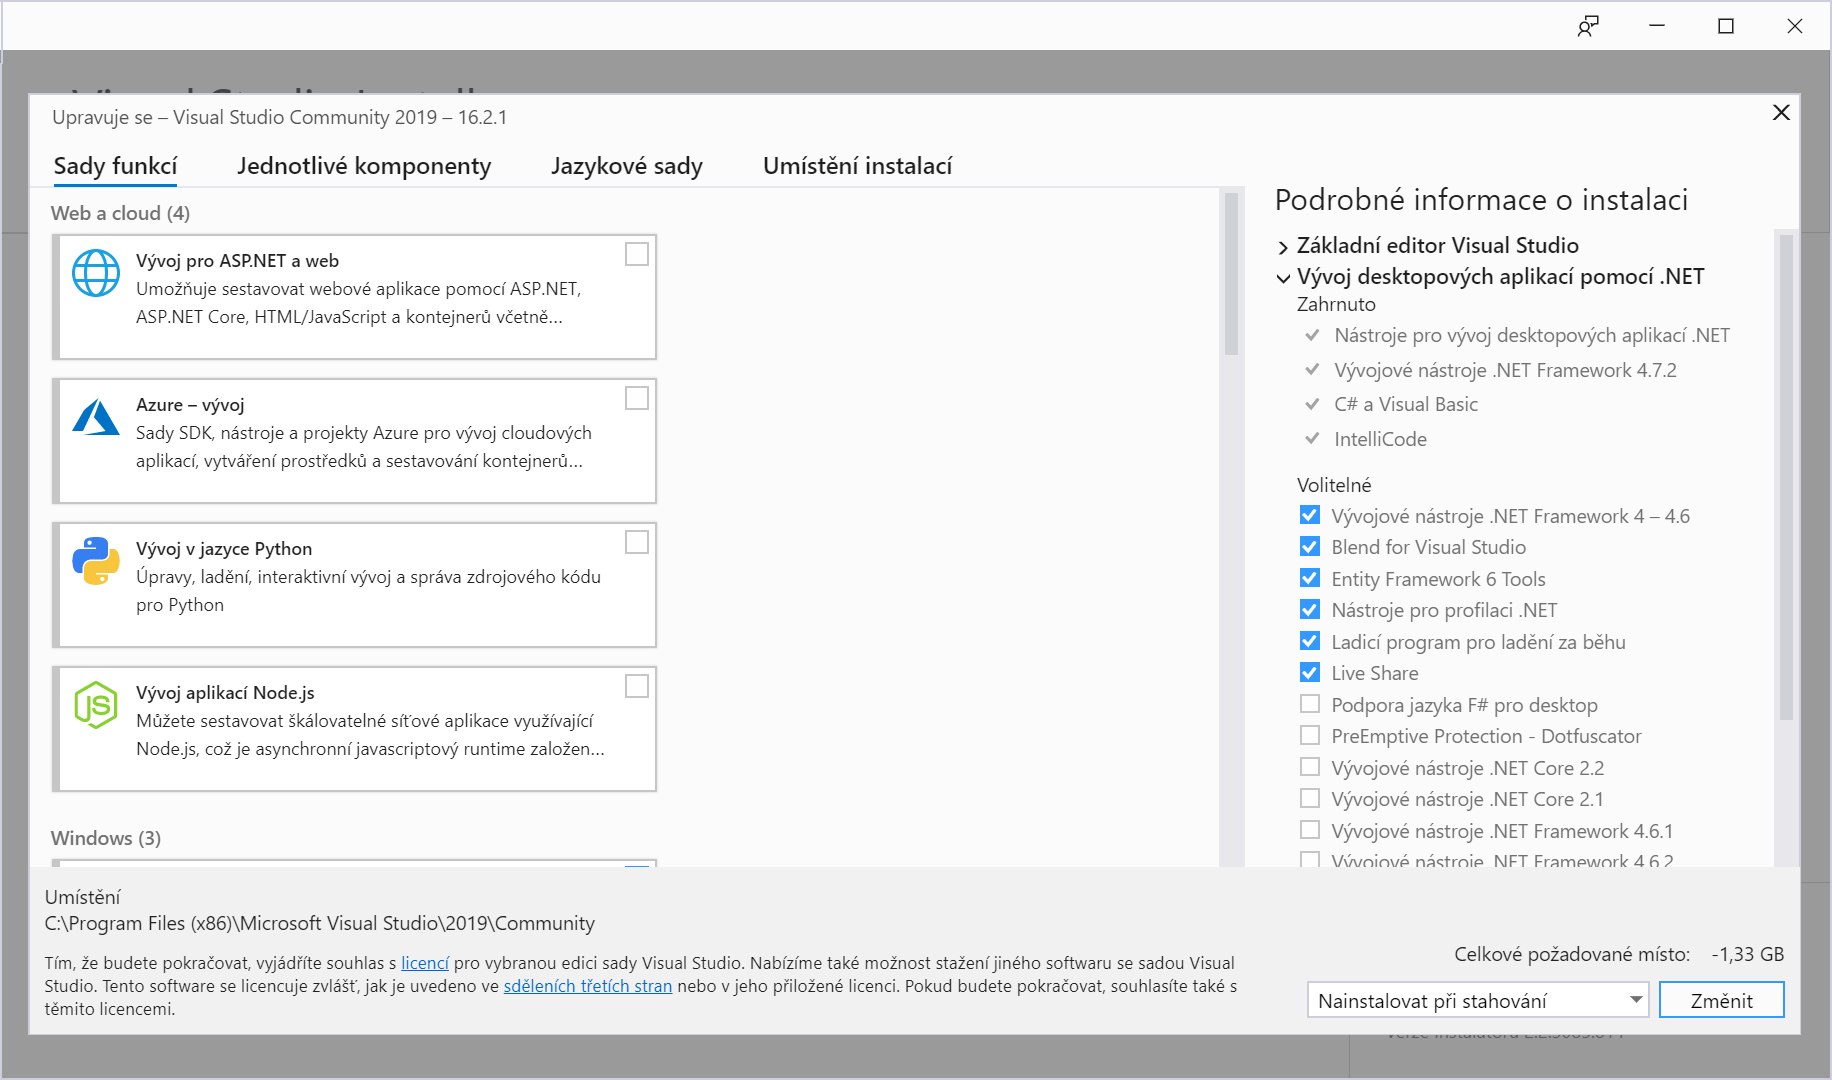 Upravuje se – Visual Studio Community 2019 – 16.2.1
Sady funkcí
Jednotlivé komponenty
Jazykové sady
Umístění instalací
Web a cloud (4)
Vývoj pro ASP.NET a web
Umožňuje sestavovat webové aplikace pomocí ASP.NET,
ASP.NET Core, HTML/JavaScript a kontejnerů včetně...
Azure – vývoj
Sady SDK, nástroje a projekty Azure pro vývoj cloudových
aplikací, vytváření prostředků a sestavování kontejnerů...
Vývoj v jazyce Python
Úpravy, ladění, interaktivní vývoj a správa zdrojového kódu
pro Python
JS
Vývoj aplikací Node.js
Můžete sestavovat škálovatelné síťové aplikace využívající
Node.js, což je asynchronní javascriptový runtime založen...
Windows (3)
Podrobné informace o instalaci
Základní editor Visual Studio
Vývoj desktopových aplikací pomocí .NET
Zahrnuto
Nástroje pro vývoj desktopových aplikací .NET
Vývojové nástroje .NET Framework 4.7.2
C# a Visual Basic
IntelliCode
Volitelné
Vývojové nástroje .NET Framework 4 – 4.6
Blend for Visual Studio
Entity Framework 6 Tools
Nástroje pro profilaci .NET
Ladicí program pro ladění za běhu
Live Share
Podpora jazyka F# pro desktop
PreEmptive Protection - Dotfuscator
Vývojové nástroje .NET Core 2.2
Vývojové nástroje .NET Core 2.1
Vývojové nástroje .NET Framework 4.6.1
Vývojové nástroje .NET Framework 4.6.2
Umístění
C:\Program Files (x86)\Microsoft Visual Studio\2019\Community
Tím, že budete pokračovat, vyjádříte souhlas s licencí pro vybranou edici sady Visual Studio. Nabízíme také možnost stažení jiného softwaru se sadou Visual
Studio. Tento software se licencuje zvlášť, jak je uvedeno ve sděleních třetích stran nebo v jeho přiložené licenci. Pokud budete pokračovat, souhlasíte také s
těmito licencemi.
Celkové požadované místo: -1,33 GB
Nainstalovat při stahování
Změnit